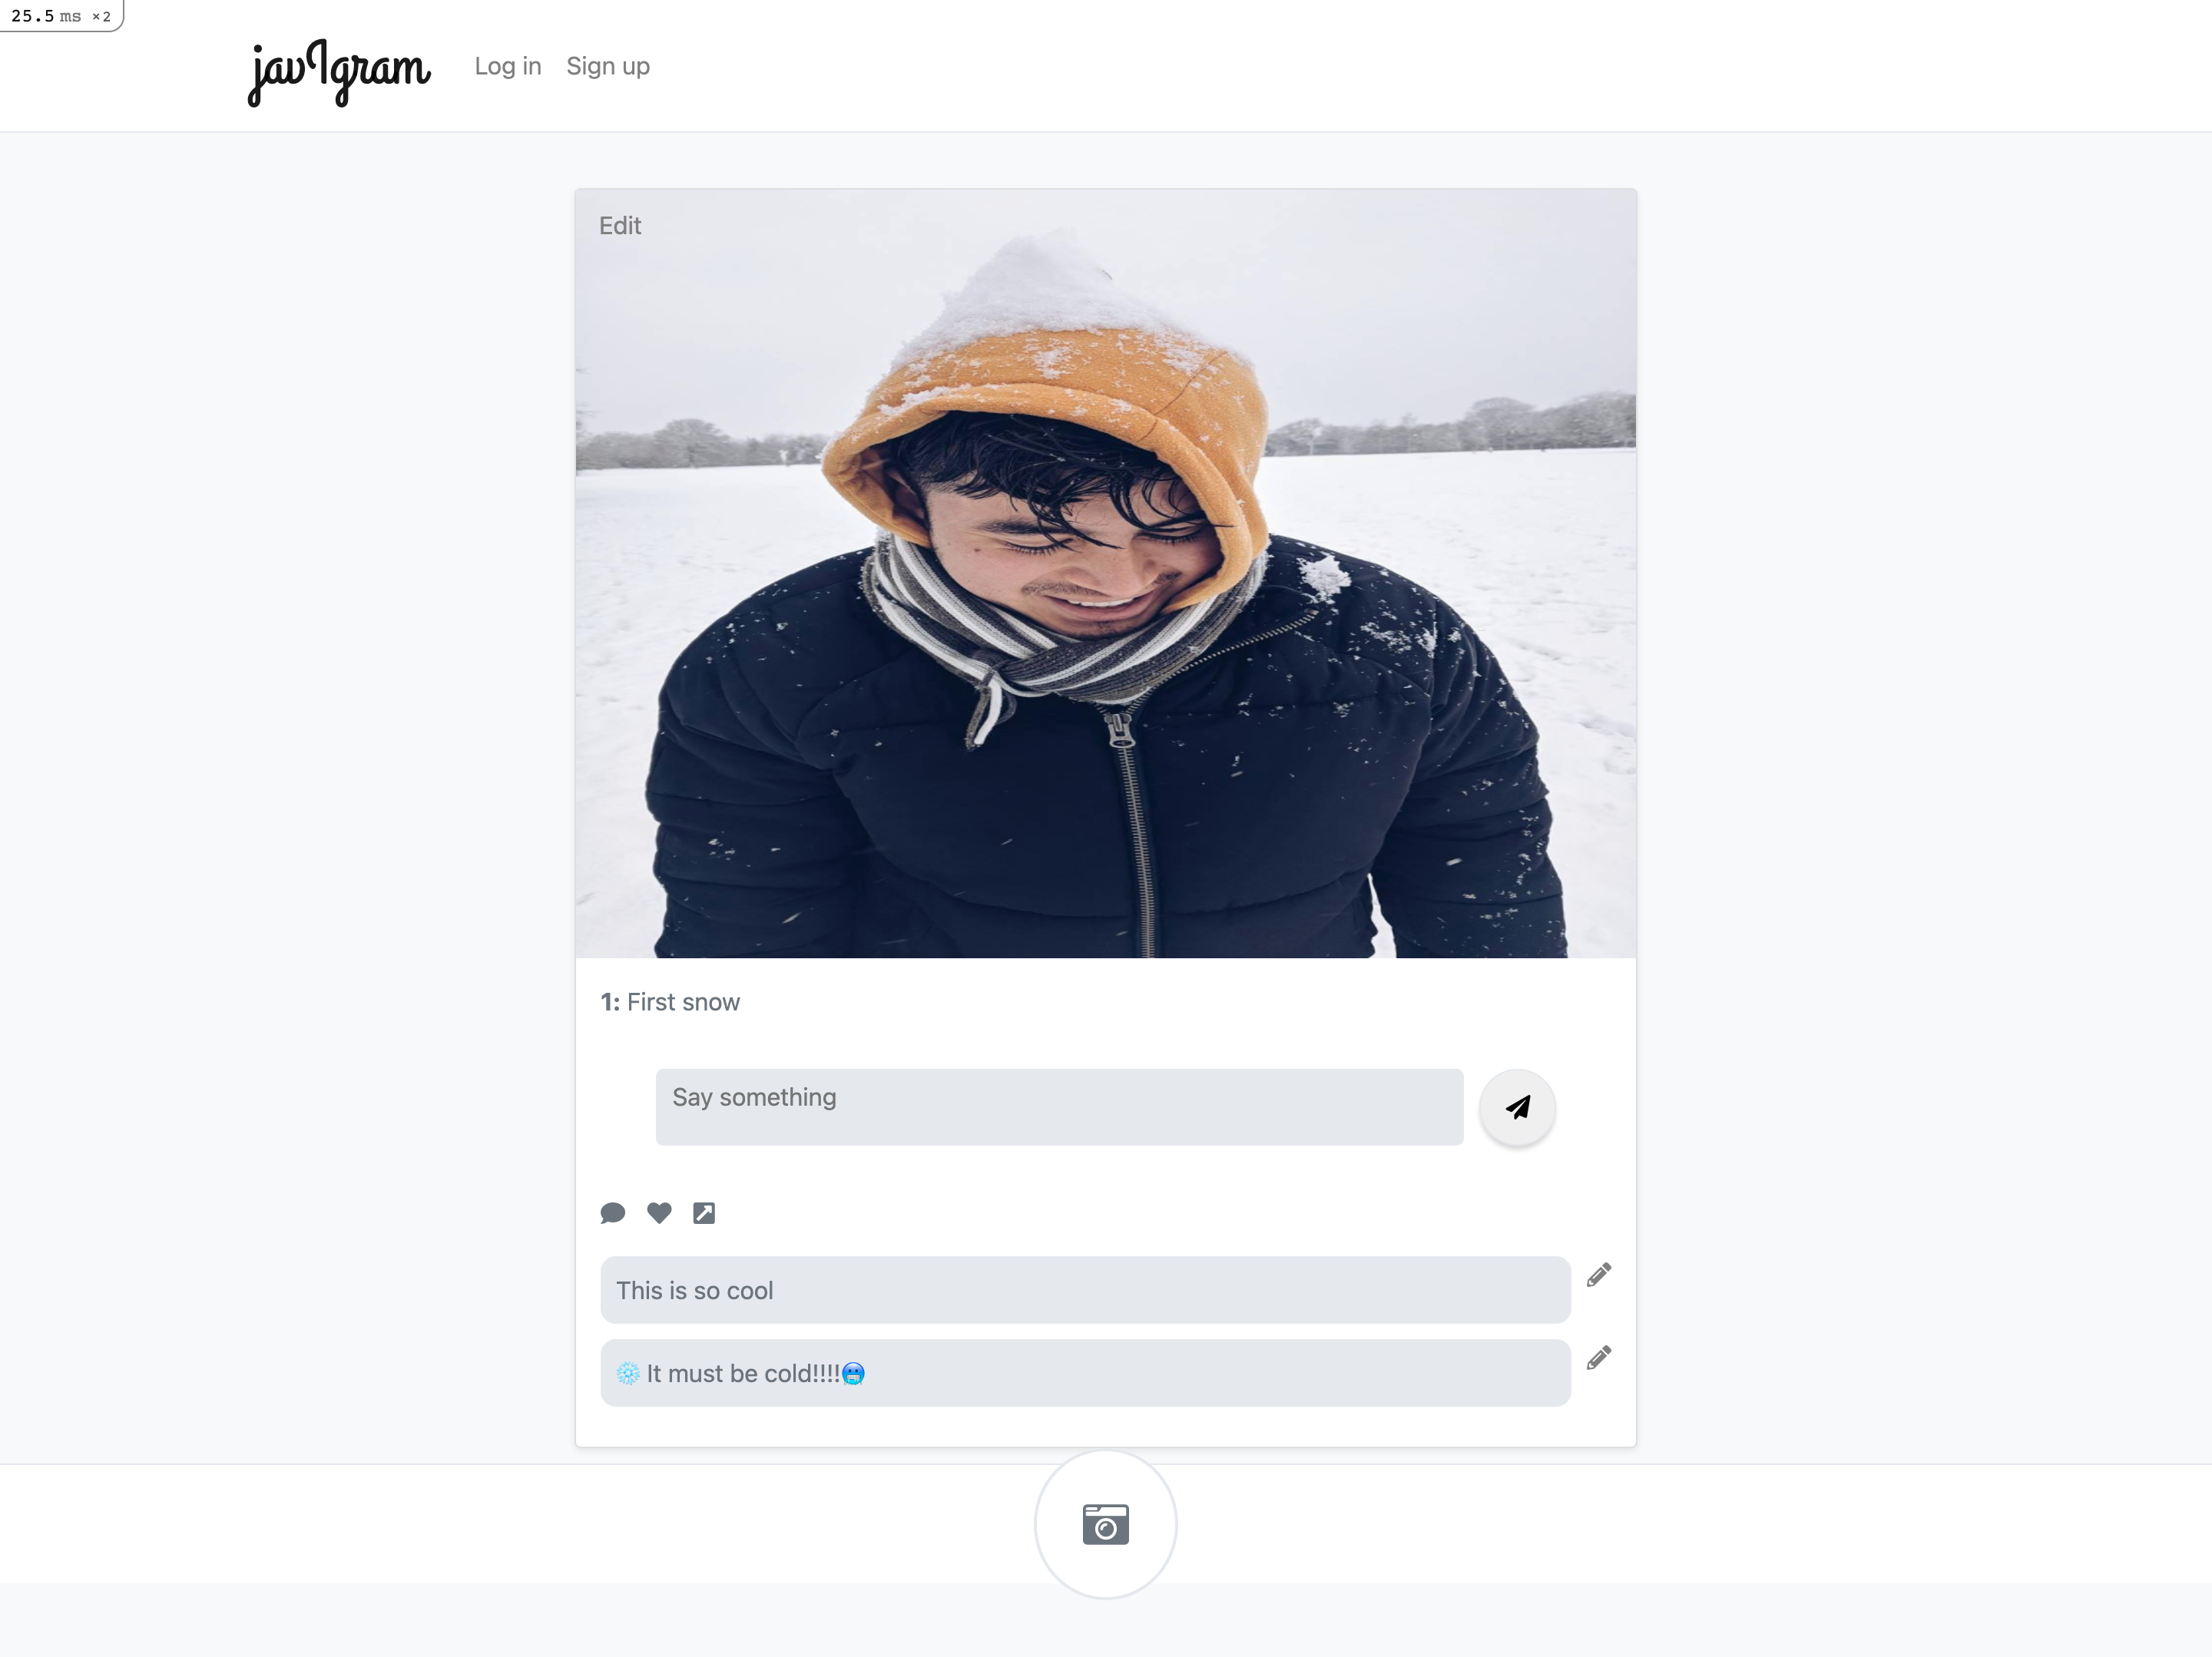 25.5 ms ×2
javIgram Log in Sign up
Edit
1: First snow
Say something
This is so cool
❄️ It must be cold!!!!🥶